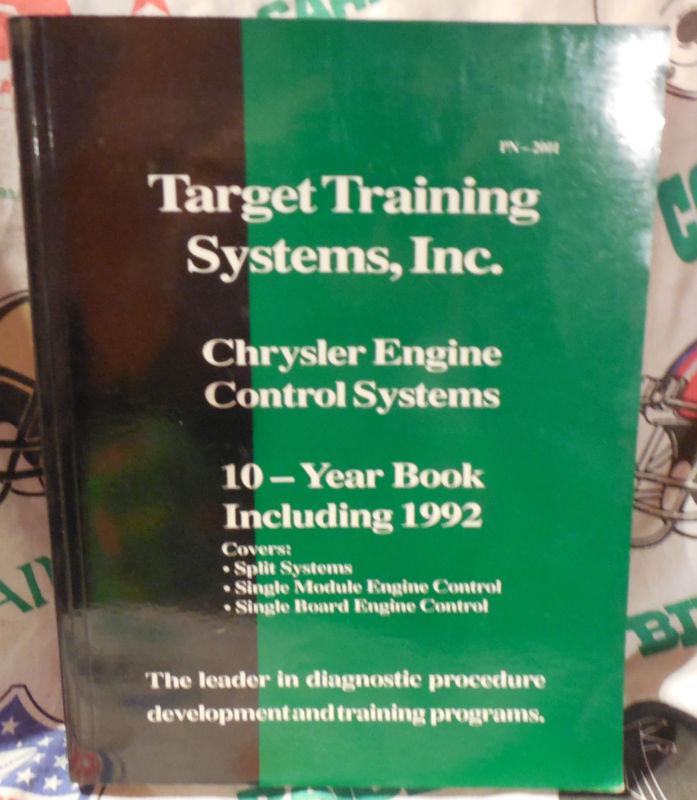 PN – 2001
Target Training
Systems, Inc.
Chrysler Engine
Control Systems
10 – Year Book
Including 1992
Covers:
• Split Systems
• Single Module Engine Control
• Single Board Engine Control
The leader in diagnostic procedure
development and training programs.